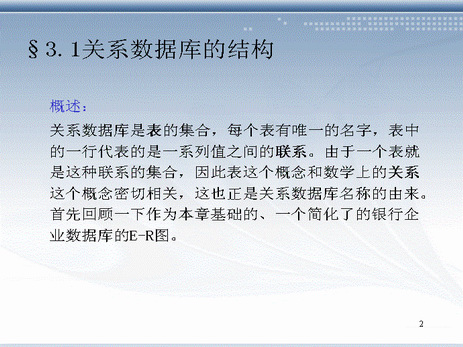 §3.1关系数据库的结构
概述：
关系数据库是表的集合，每个表有唯一的名字，表中
的一行代表的是一系列值之间的联系。由于一个表就
是这种联系的集合，因此表这个概念和数学上的关系
这个概念密切相关，这也正是关系数据库名称的由来。
首先回顾一下作为本章基础的、一个简化了的银行企
业数据库的E-R图。
2